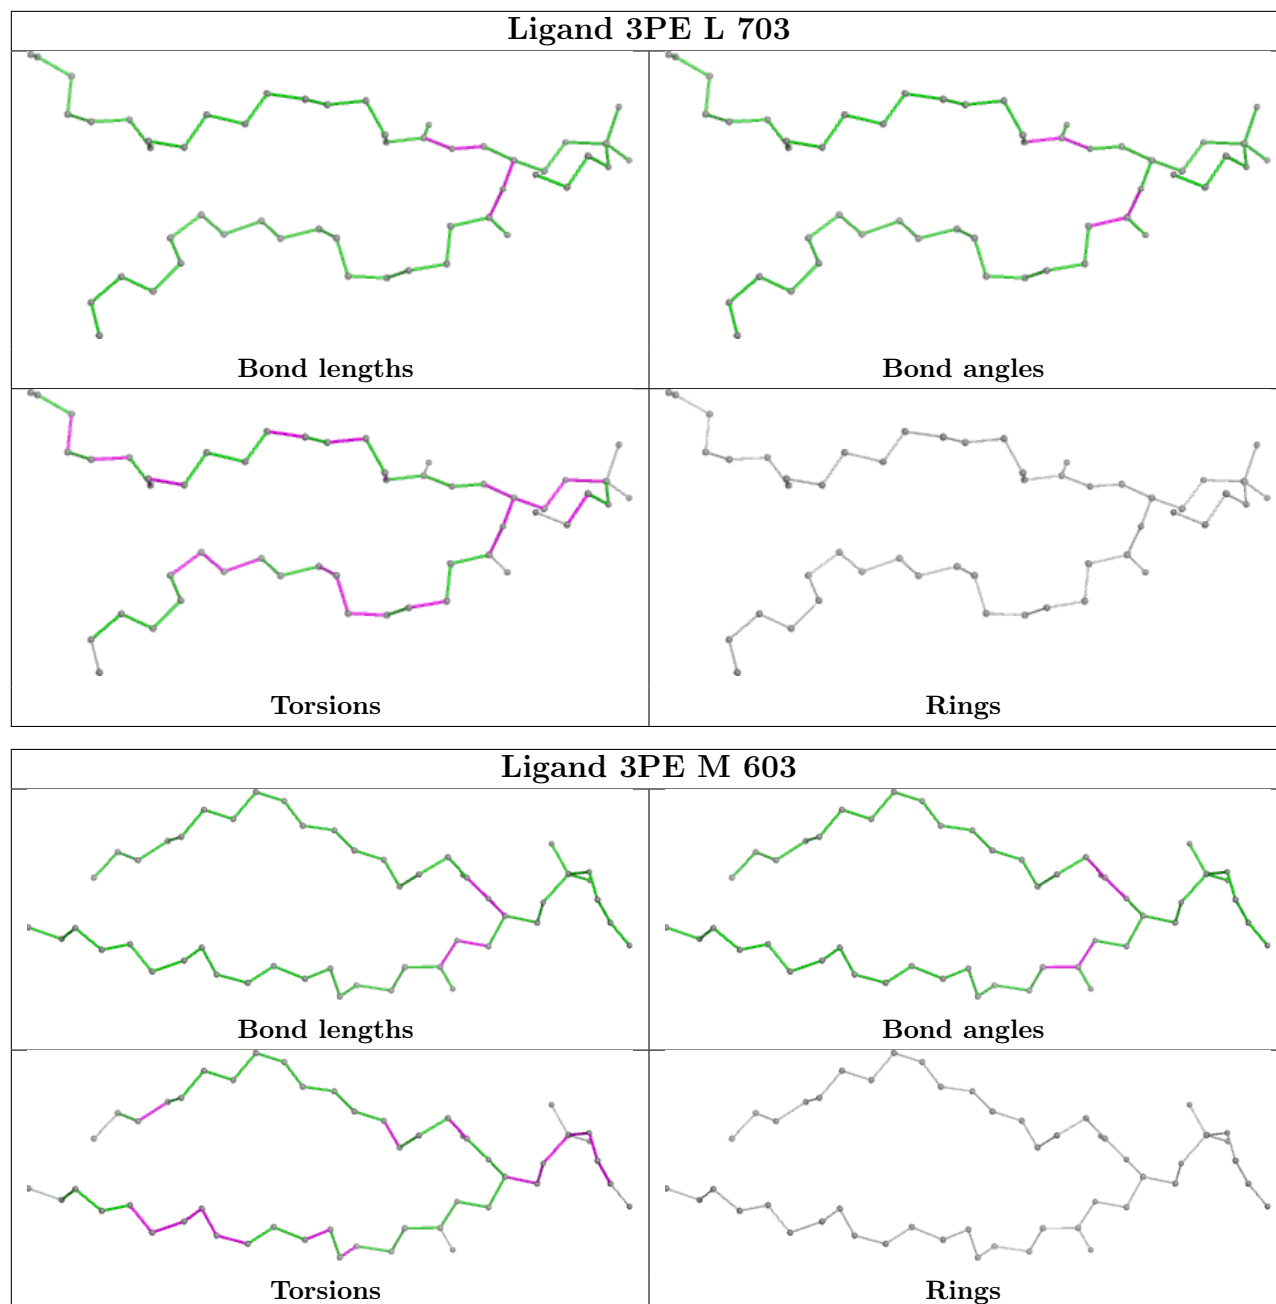 Ligand 3PE L 703
Bond lengths
Bond angles
Torsions
Rings
Ligand 3PE M 603
Bond lengths
Bond angles
Torsions
Rings